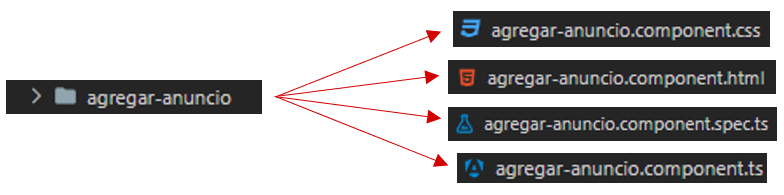 agregar-anuncio
agregar-anuncio.component.css
agregar-anuncio.component.html
agregar-anuncio.component.spec.ts
agregar-anuncio.component.ts